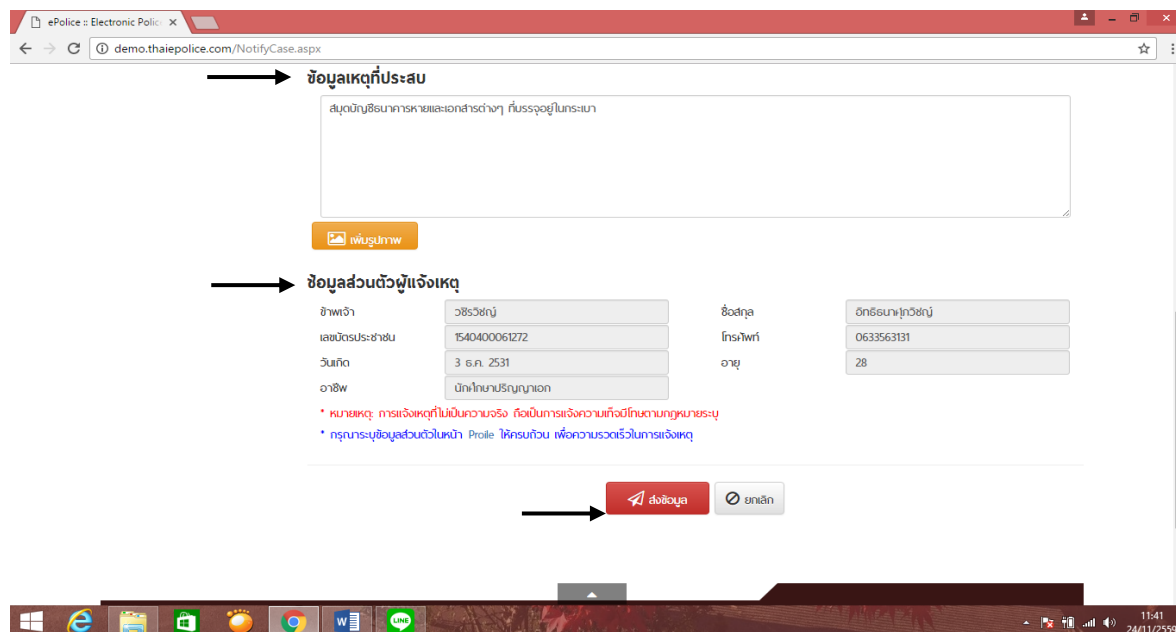 ePolice :: Electronic Polic
demo.thaiepolice.com/NotifyCase.aspx
ข้อมูลเหตุที่ประสบ
สมุดบัญชีธนาคารหายและเอกสารต่างๆ ที่บรรจุอยู่ในกระเบา
เพิ่มรูปภาพ
ข้อมูลส่วนตัวผู้แจ้งเหตุ
ข้าพเจ้า วชิรวิชญ์ ชื่อสกุล อิทธิธนาศุภวิชญ์
เลขบัตรประชาชน 1540400061272 โทรศัพท์ 0633563131
วันเกิด 3 ธ.ค. 2531 อายุ 28
อาชีพ นักศึกษาปริญญาเอก
* หมายเหตุ: การแจ้งเหตุที่ไม่เป็นความจริง ถือเป็นการแจ้งความเท็จมีโทษตามกฎหมายระบุ
* กรุณาระบุข้อมูลส่วนตัวในหน้า Proile ให้ครบถ้วน เพื่อความรวดเร็วในการแจ้งเหตุ
ส่งข้อมูล ยกเลิก
LINE
11:41
24/11/2559